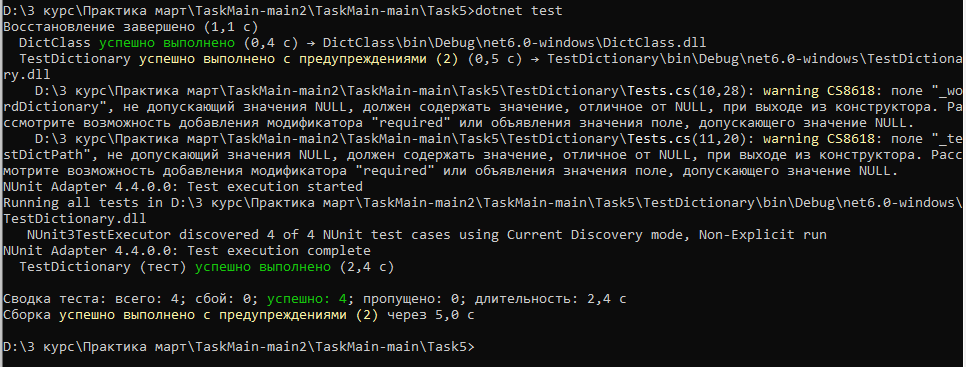 D:\3 курс\Практика март\TaskMain-main2\TaskMain-main\Task5>dotnet test
Восстановление завершено (1,1 с)
  DictClass успешно выполнено (0,4 с) → DictClass\bin\Debug\net6.0-windows\DictClass.dll
  TestDictionary успешно выполнено с предупреждениями (2) (0,5 с) → TestDictionary\bin\Debug\net6.0-windows\TestDictiona
ry.dll
    D:\3 курс\Практика март\TaskMain-main2\TaskMain-main\Task5\TestDictionary\Tests.cs(10,28): warning CS8618: поле "_wo
rdDictionary", не допускающий значения NULL, должен содержать значение, отличное от NULL, при выходе из конструктора. Ра
ссмотрите возможность добавления модификатора "required" или объявления значения поле, допускающего значение NULL.
    D:\3 курс\Практика март\TaskMain-main2\TaskMain-main\Task5\TestDictionary\Tests.cs(11,20): warning CS8618: поле "_te
stDictPath", не допускающий значения NULL, должен содержать значение, отличное от NULL, при выходе из конструктора. Расс
мотрите возможность добавления модификатора "required" или объявления значения поле, допускающего значение NULL.
NUnit Adapter 4.4.0.0: Test execution started
Running all tests in D:\3 курс\Практика март\TaskMain-main2\TaskMain-main\Task5\TestDictionary\bin\Debug\net6.0-windows\
TestDictionary.dll
   NUnit3TestExecutor discovered 4 of 4 NUnit test cases using Current Discovery mode, Non-Explicit run
NUnit Adapter 4.4.0.0: Test execution complete
  TestDictionary (тест) успешно выполнено (2,4 с)

Сводка теста: всего: 4; сбой: 0; успешно: 4; пропущено: 0; длительность: 2,4 с
Сборка успешно выполнено с предупреждениями (2) через 5,0 с

D:\3 курс\Практика март\TaskMain-main2\TaskMain-main\Task5>